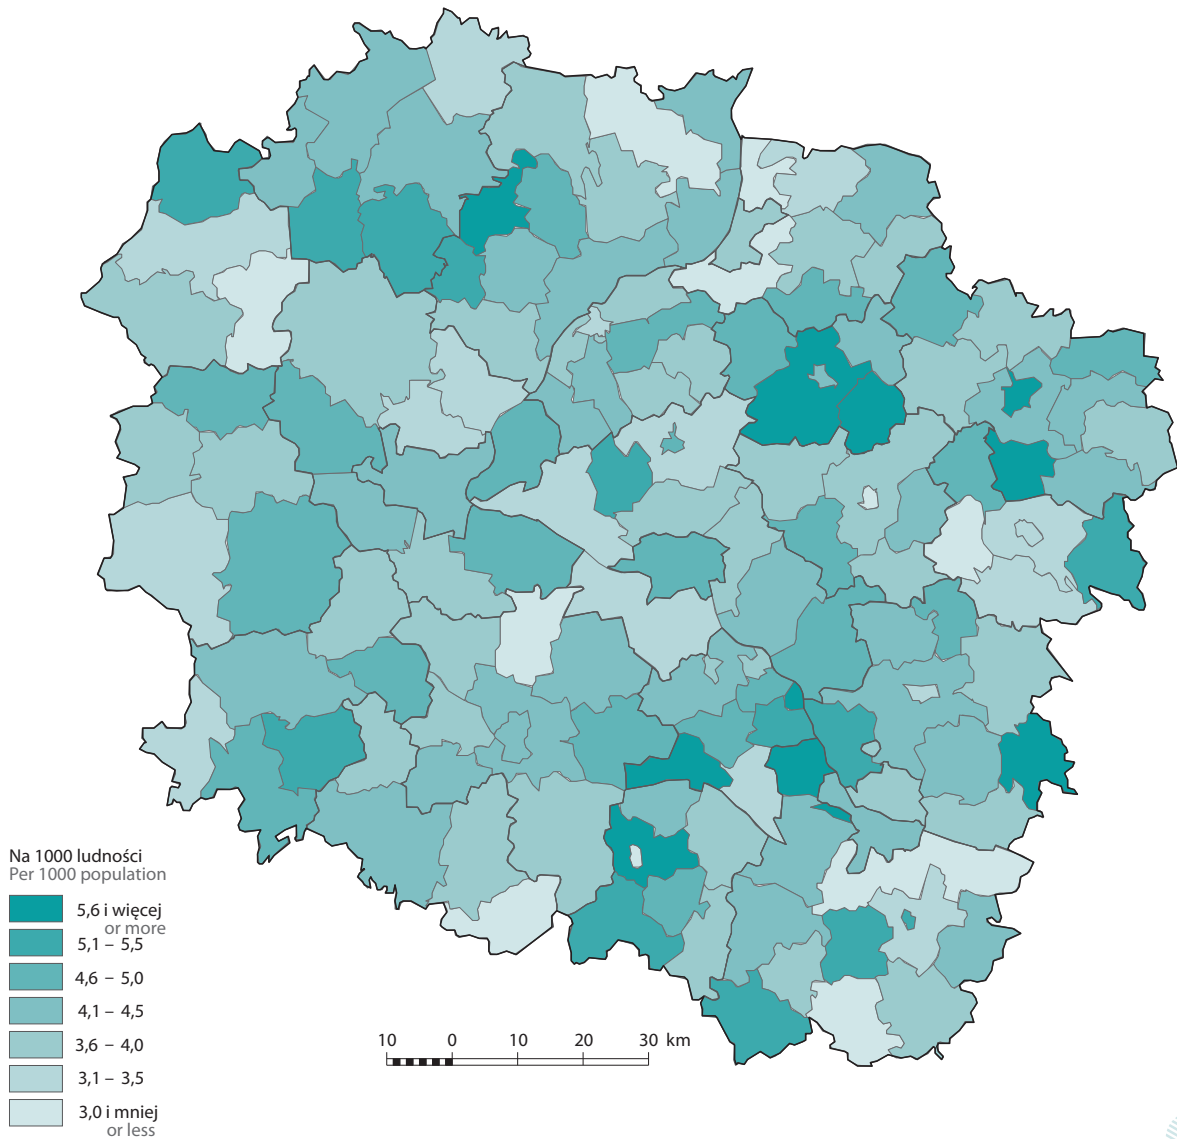 Na 1000 ludności
Per 1000 population
5,6 i więcej
or more
5,1 – 5,5
4,6 – 5,0
4,1 – 4,5
3,6 – 4,0
3,1 – 3,5
3,0 i mniej
or less
10 0 10 20 30 km